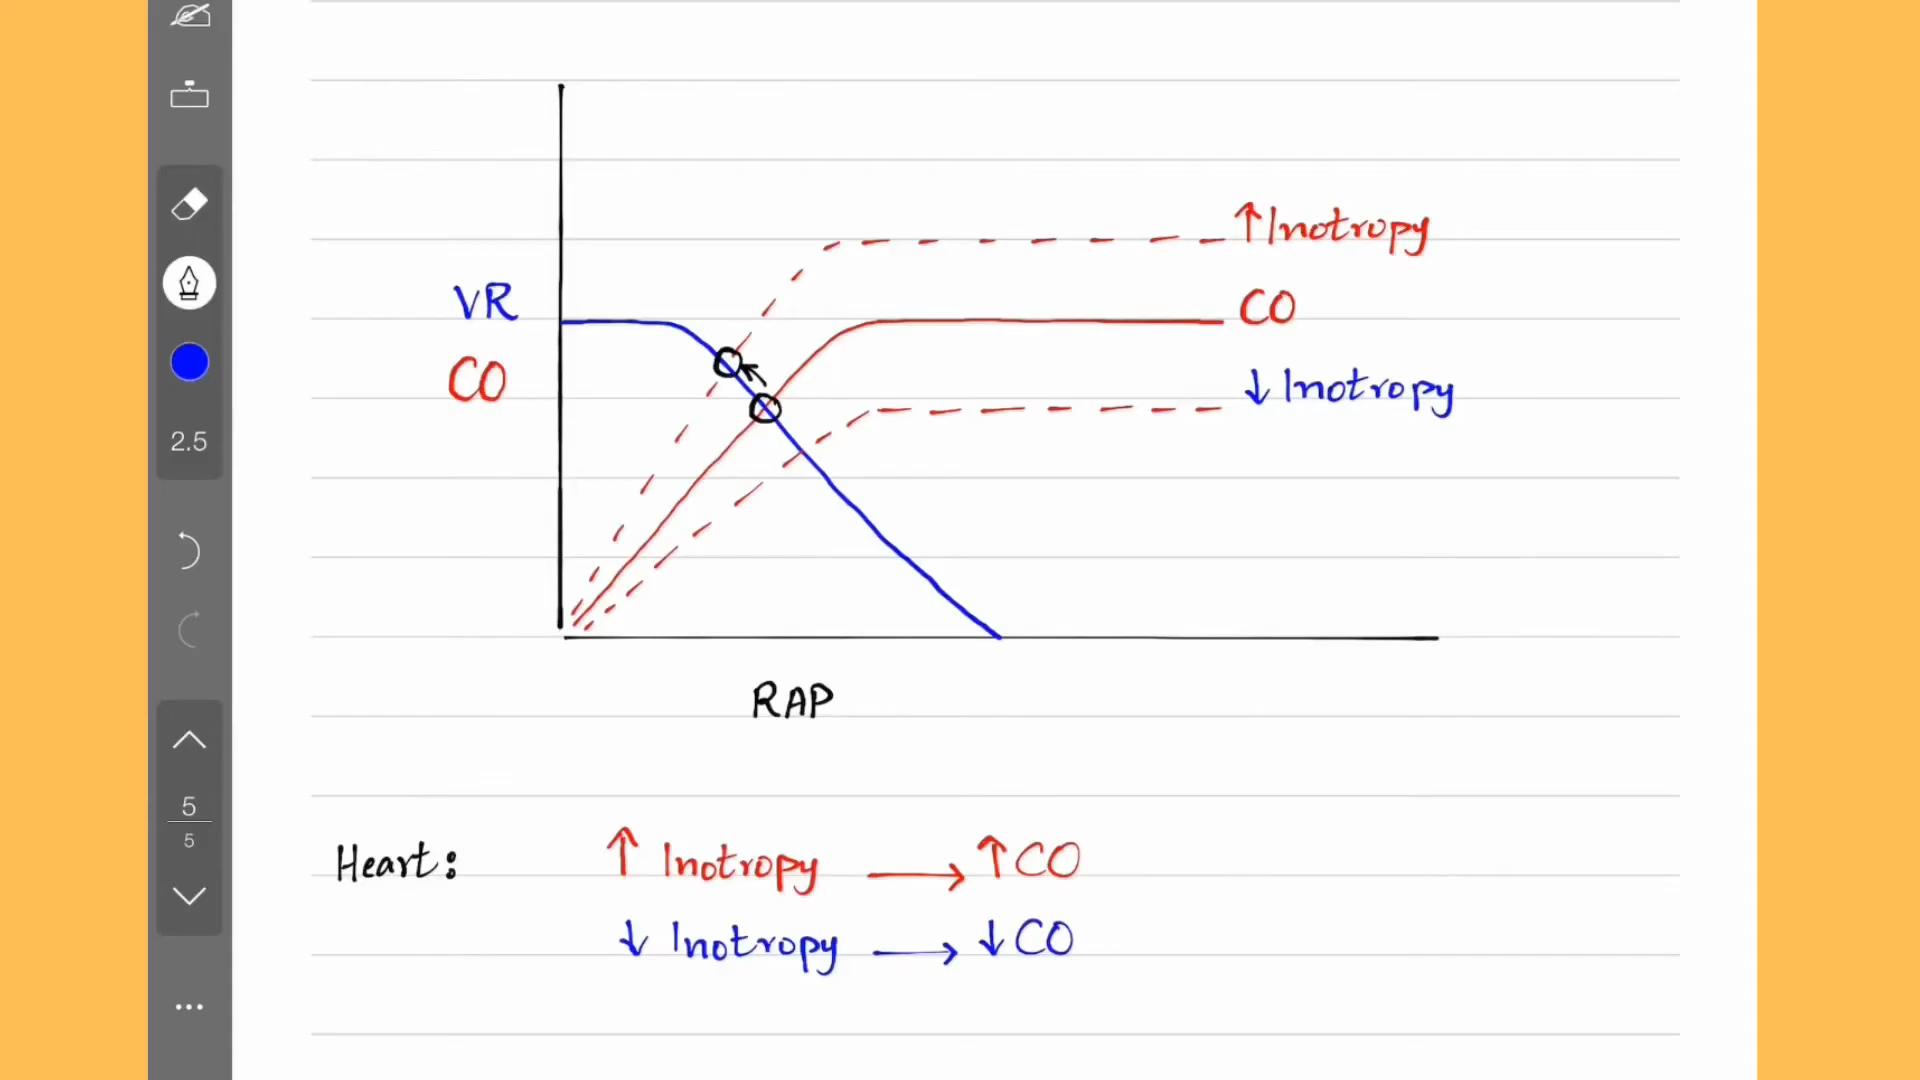 ↑Inotropy
VR
CO
CO
↓ Inotropy
2.5
RAP
5
5
Heart: ↑ Inotropy → ↑CO
↓ Inotropy → ↓CO